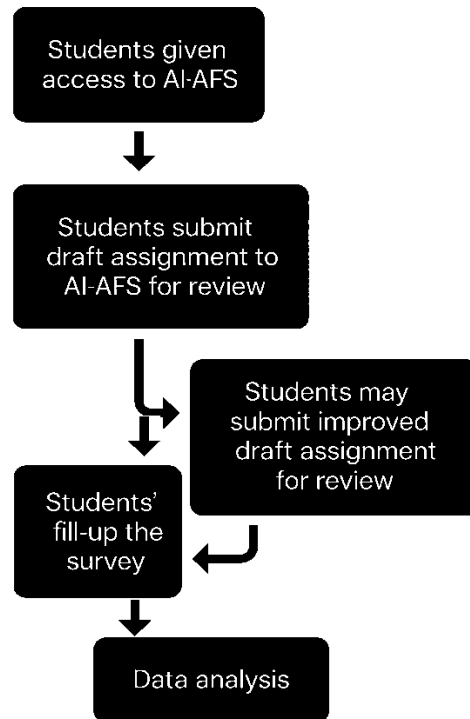 Students given
access to AI-AFS
Students submit
draft assignment to
AI-AFS for review
Students may
submit improved
draft assignment
for review
Students’
fill-up the
survey
Data analysis